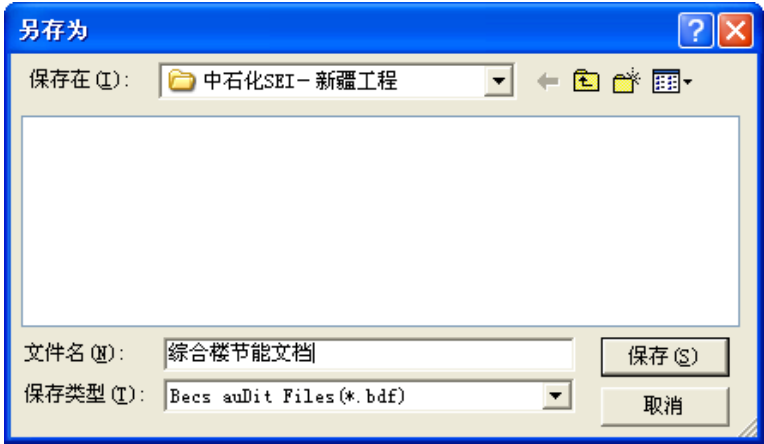 另存为
保存在(I): 中石化SEI－新疆工程
文件名(N): 综合楼节能文档 保存(S)
保存类型(T): Becs auDit Files(*.bdf) 取消